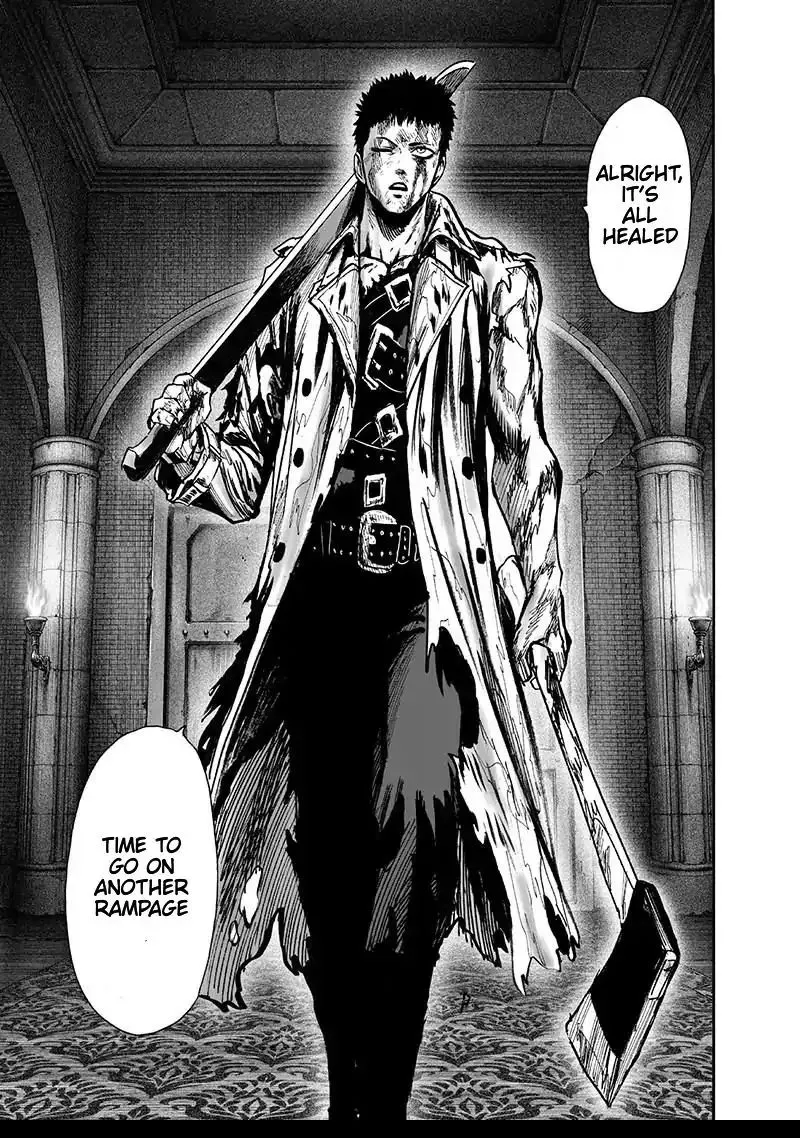 ALRIGHT,
IT'S
ALL
HEALED
TIME TO
GO ON
ANOTHER
RAMPAGE